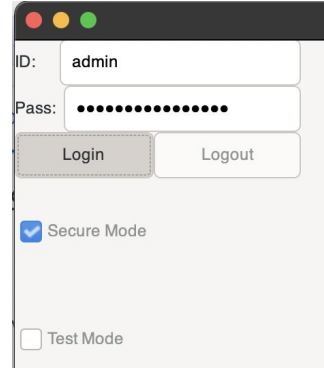 ID: admin
Pass: ••••••••••••••••
Login Logout
Secure Mode
Test Mode